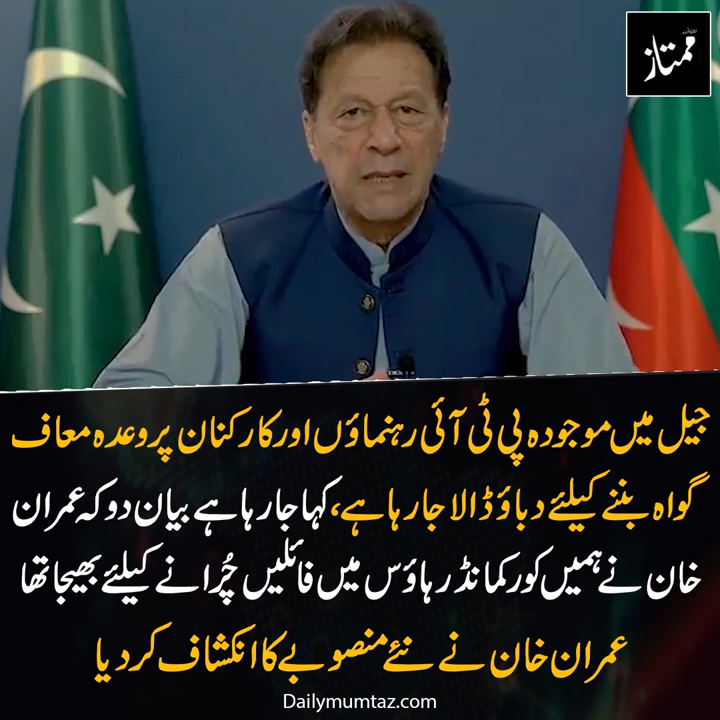 ممتاز
جیل میں موجودہ پی ٹی آئی رہنماؤں اور کارکنان پر وعدہ معاف
گواہ بننے کیلئے دباؤ ڈالا جا رہا ہے، کہا جا رہا ہے بیان دو کہ عمران
خان نے ہمیں کور کمانڈر ہاؤس میں فائلیں چُرانے کیلئے بھیجا تھا
عمران خان نے نئے منصوبے کا انکشاف کر دیا
Dailymumtaz.com